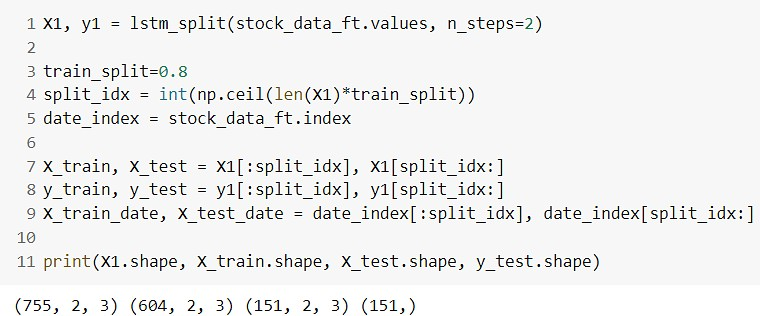 1 X1, y1 = lstm_split(stock_data_ft.values, n_steps=2)
2
3 train_split=0.8
4 split_idx = int(np.ceil(len(X1)*train_split))
5 date_index = stock_data_ft.index
6
7 X_train, X_test = X1[:split_idx], X1[split_idx:]
8 y_train, y_test = y1[:split_idx], y1[split_idx:]
9 X_train_date, X_test_date = date_index[:split_idx], date_index[split_idx:]
10
11 print(X1.shape, X_train.shape, X_test.shape, y_test.shape)
(755, 2, 3) (604, 2, 3) (151, 2, 3) (151,)